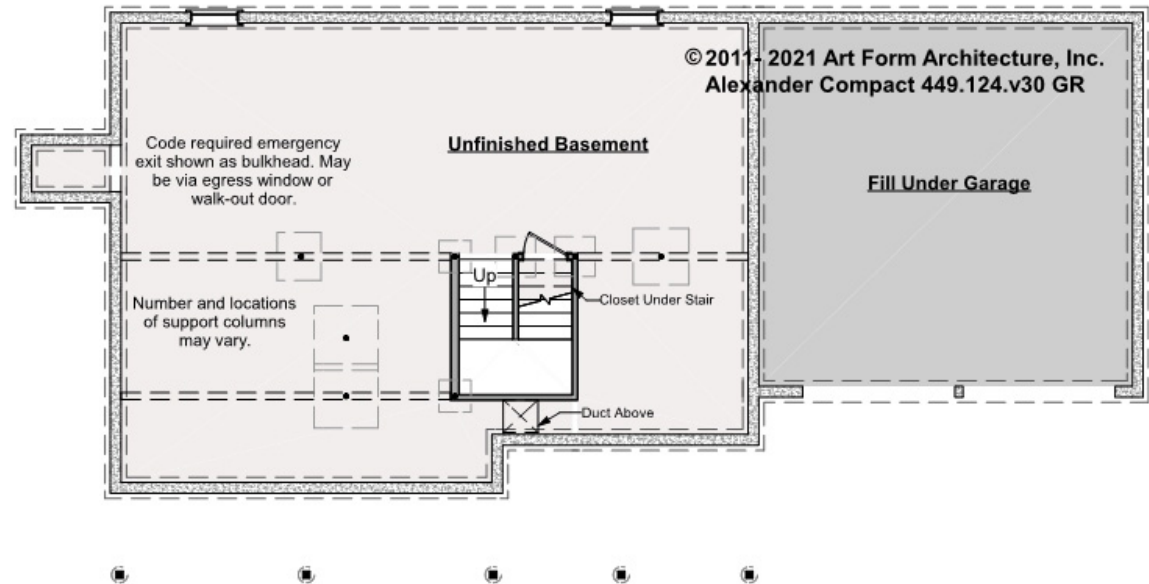 © 2011- 2021 Art Form Architecture, Inc.
Alexander Compact 449.124.v30 GR
Code required emergency
exit shown as bulkhead. May
be via egress window or
walk-out door.
Unfinished Basement
Fill Under Garage
Up
Closet Under Stair
Number and locations
of support columns
may vary.
Duct Above